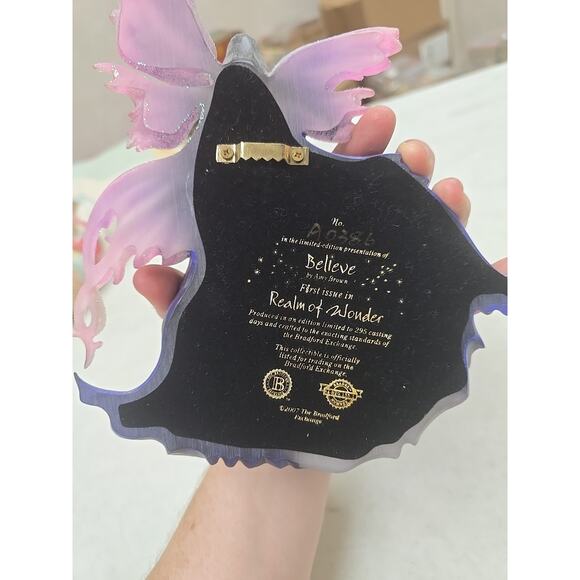 No.
A0286
in the limited-edition presentation of
Believe
by Amy Brown
First issue in
Realm of Wonder
Produced in an edition limited to 295 casting
days and crafted to the exacting standards of
the Bradford Exchange.
This collectible is officially
listed for trading on the
Bradford Exchange.
B
©2007 The Bradford
Exchange